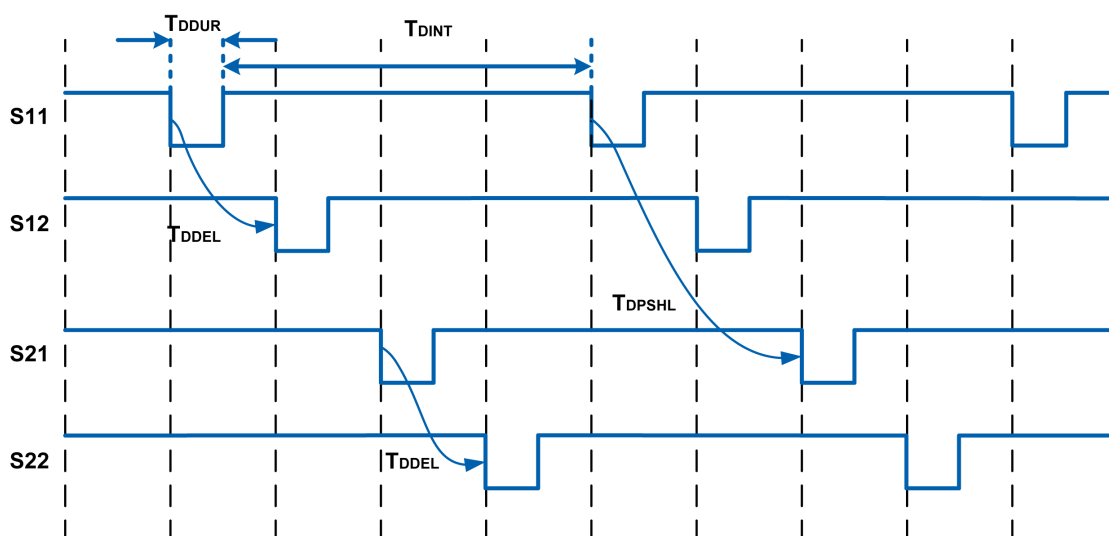 TDDUR
TDINT
S11
S12
TDDEL
TDPSHL
S21
S22
TDDEL